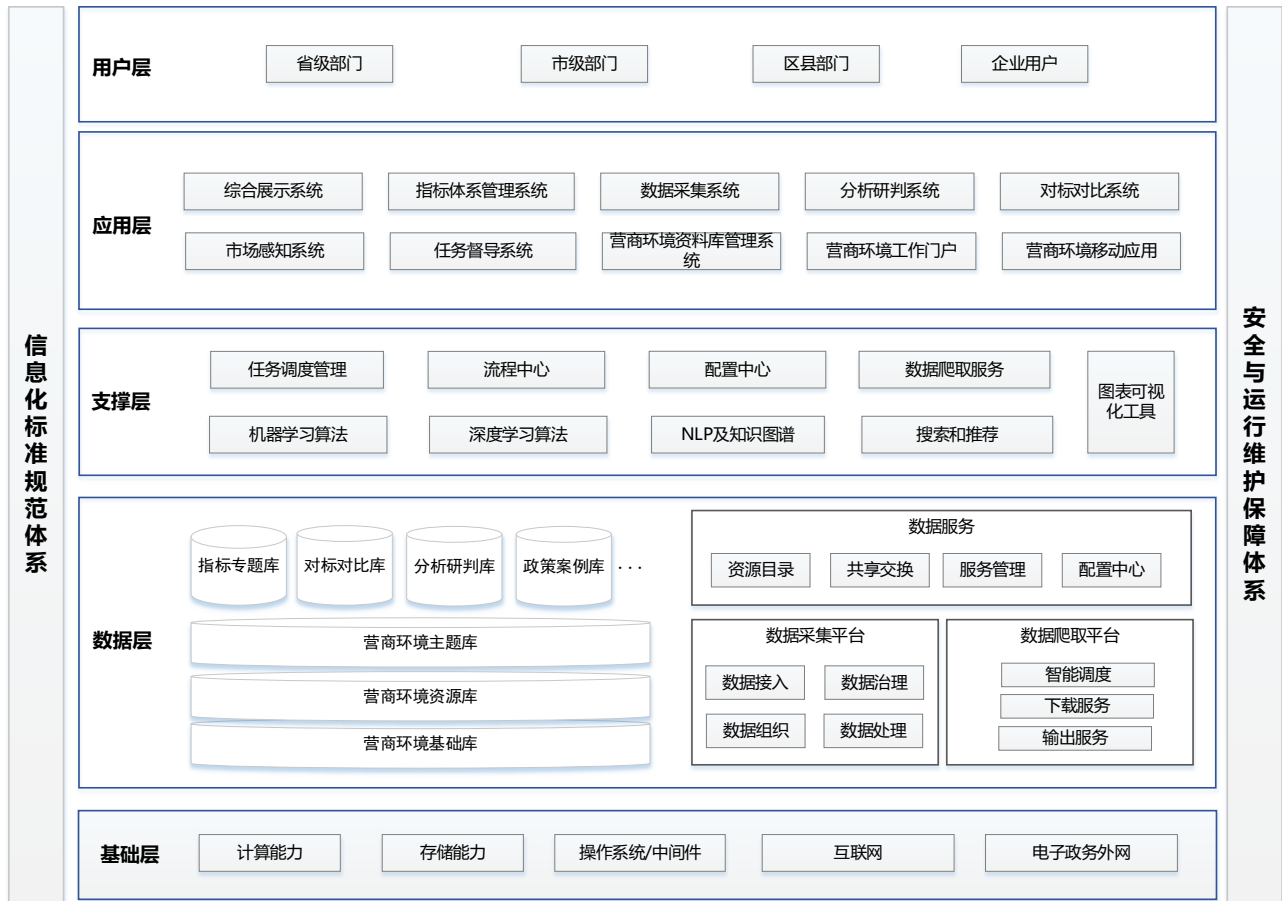 信息化标准规范体系
用户层
省级部门
市级部门
区县部门
企业用户
应用层
综合展示系统
指标体系管理系统
数据采集系统
分析研判系统
对标对比系统
市场感知系统
任务督导系统
营商环境资料库管理系
统
营商环境工作门户
营商环境移动应用
支撑层
任务调度管理
流程中心
配置中心
数据爬取服务
图表可视
化工具
机器学习算法
深度学习算法
NLP及知识图谱
搜索和推荐
数据层
指标专题库
对标对比库
分析研判库
政策案例库
...
营商环境主题库
营商环境资源库
营商环境基础库
数据服务
资源目录
共享交换
服务管理
配置中心
数据采集平台
数据接入
数据治理
数据组织
数据处理
数据爬取平台
智能调度
下载服务
输出服务
基础层
计算能力
存储能力
操作系统/中间件
互联网
电子政务外网
安全与运行维护保障体系